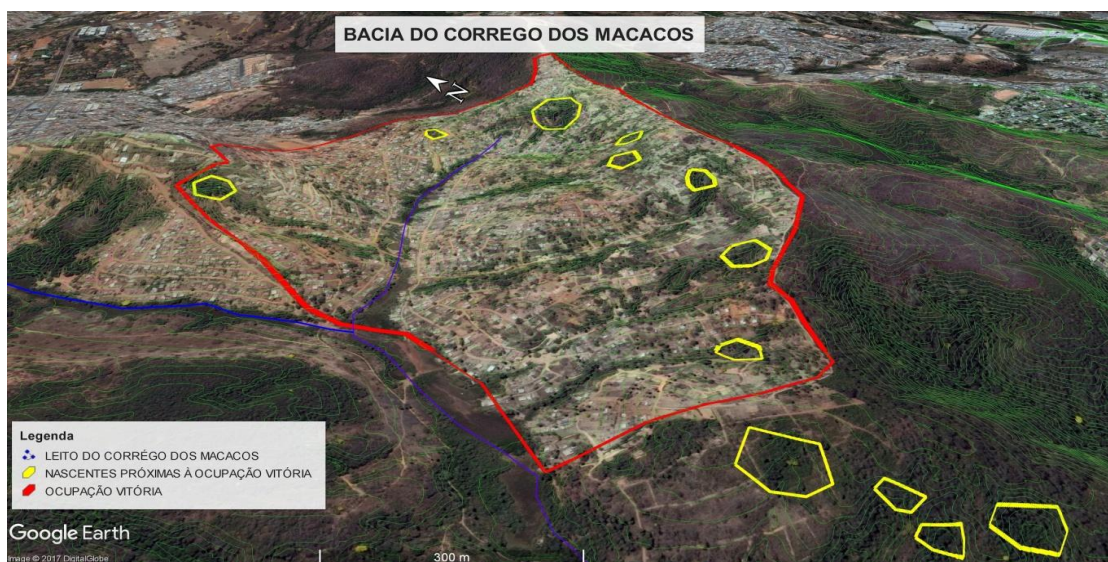 BACIA DO CORREGO DOS MACACOS
N
Legenda
LEITO DO CORRÉGO DOS MACACOS
NASCENTES PRÓXIMAS À OCUPAÇÃO VITÓRIA
OCUPAÇÃO VITÓRIA
Google Earth
Image © 2017 DigitalGlobe
300 m